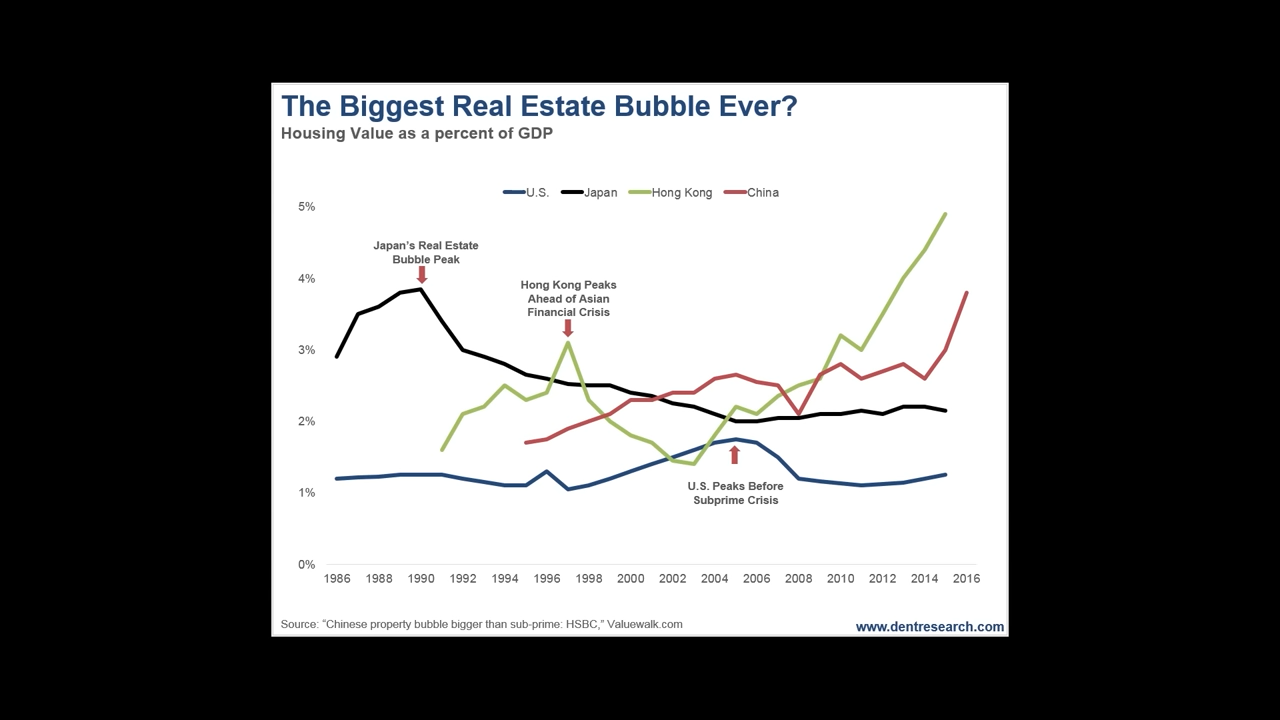 The Biggest Real Estate Bubble Ever?
Housing Value as a percent of GDP
U.S. Japan Hong Kong China
5%
Japan's Real Estate
Bubble Peak
4%
Hong Kong Peaks
Ahead of Asian
Financial Crisis
3%
2%
U.S. Peaks Before
Subprime Crisis
1%
0%
1986 1988 1990 1992 1994 1996 1998 2000 2002 2004 2006 2008 2010 2012 2014 2016
Source: "Chinese property bubble bigger than sub-prime: HSBC," Valuewalk.com
www.dentresearch.com